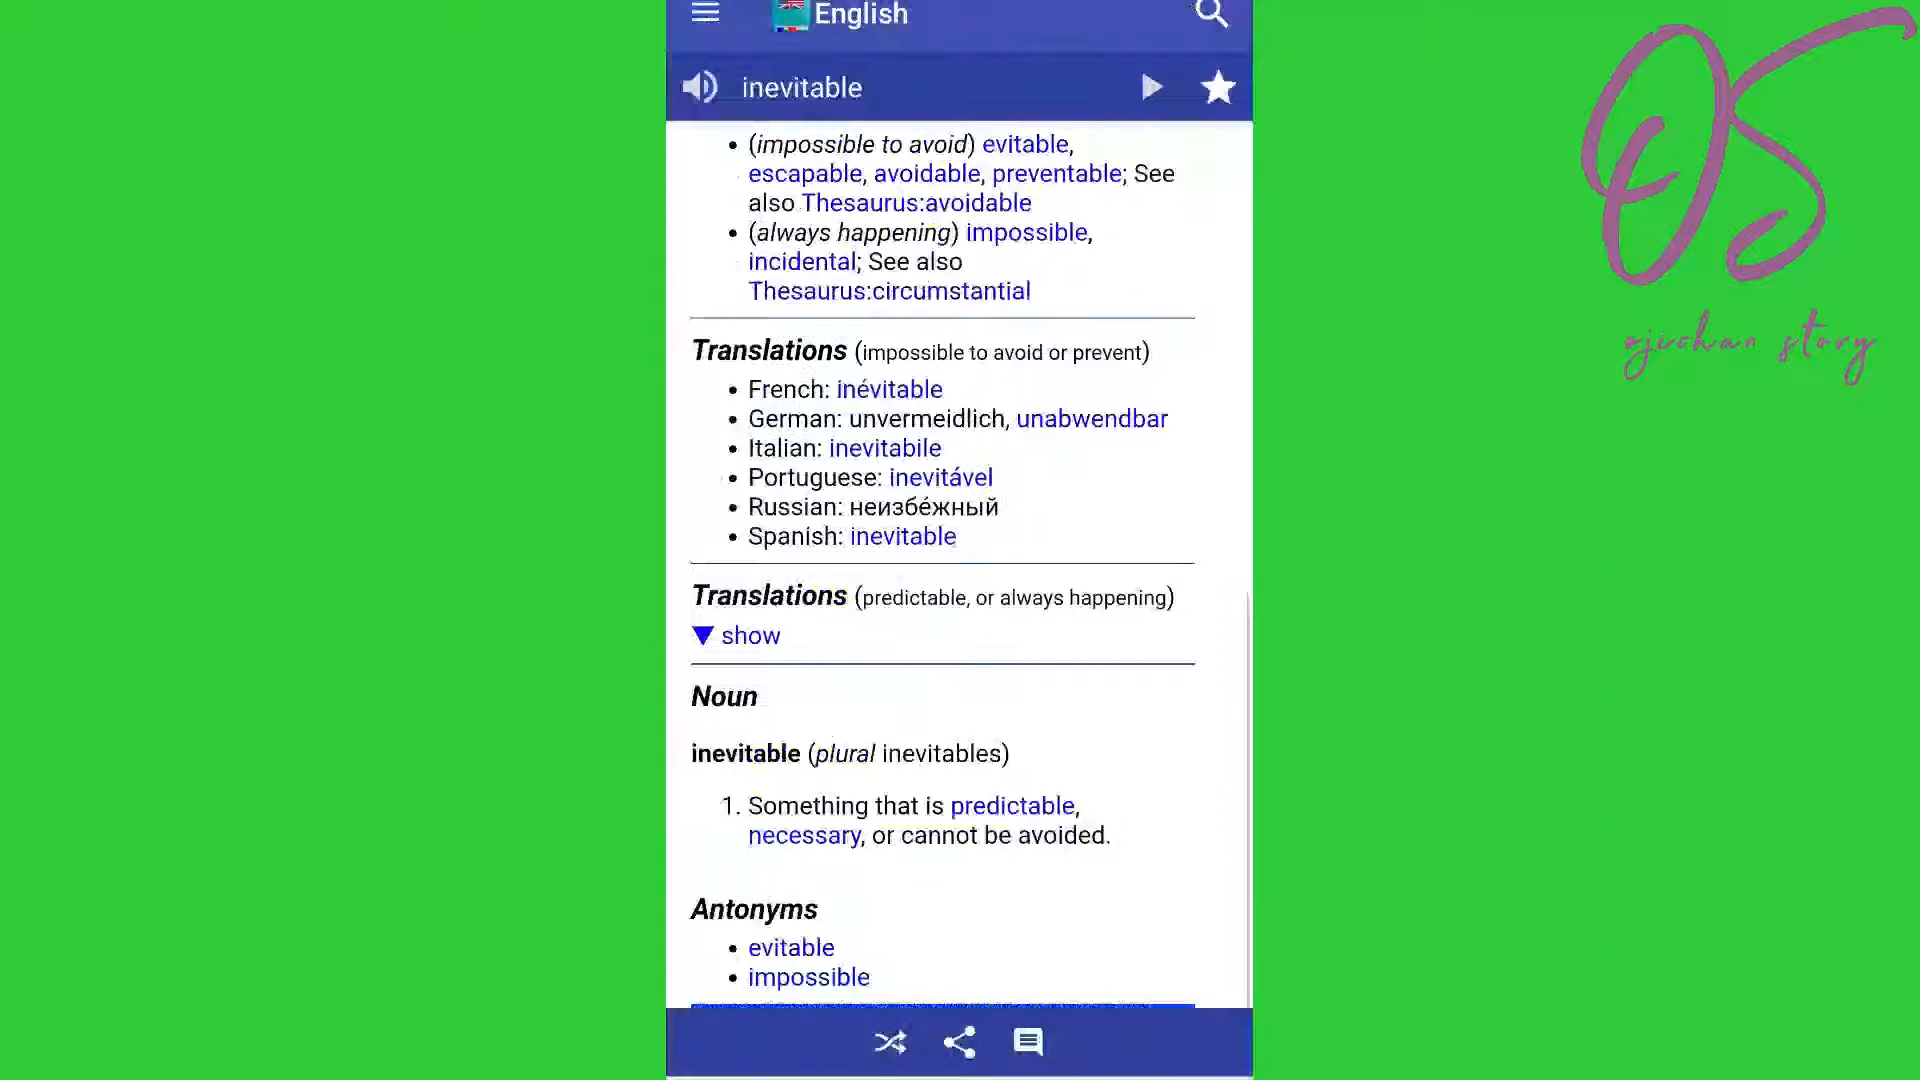 English
inevitable
• (impossible to avoid) evitable,
escapable, avoidable, preventable; See
also Thesaurus:avoidable
• (always happening) impossible,
incidental; See also
Thesaurus:circumstantial
Translations (impossible to avoid or prevent)
• French: inévitable
• German: unvermeidlich, unabwendbar
• Italian: inevitabile
• Portuguese: inevitável
• Russian: неизбе́жный
• Spanish: inevitable
Translations (predictable, or always happening)
▼ show
Noun
inevitable (plural inevitables)
1. Something that is predictable,
necessary, or cannot be avoided.
Antonyms
• evitable
• impossible
OS
ojichan story